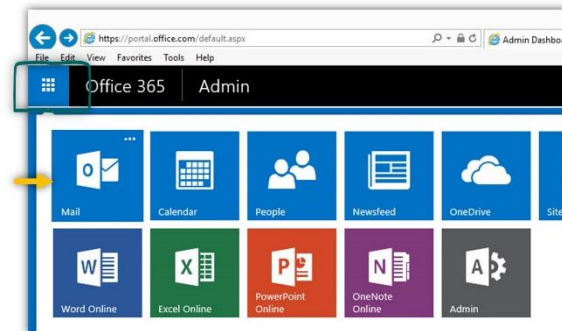 https://portal.office.com/default.aspx
Admin Dashbo
File Edit View Favorites Tools Help
Office 365 Admin
Mail Calendar People Newsfeed OneDrive Site
W X P N A
Word Online Excel Online PowerPoint Online OneNote Online Admin